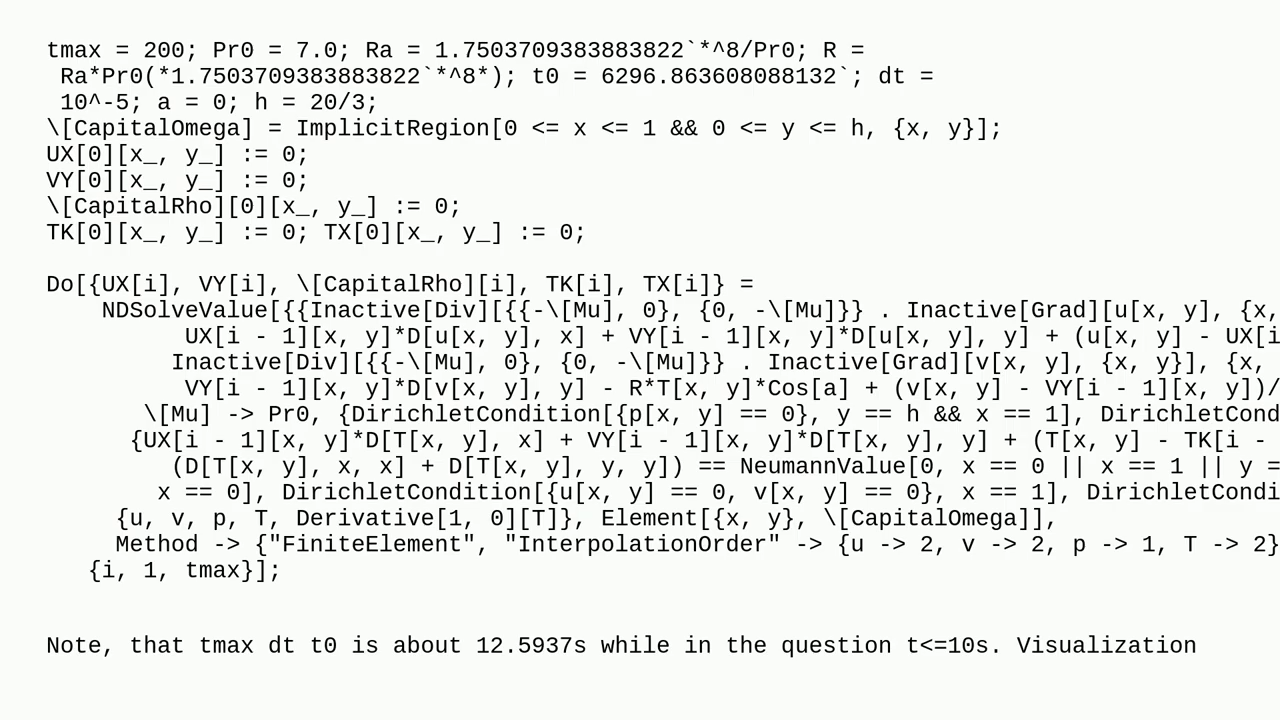 tmax = 200; Pr0 = 7.0; Ra = 1.7503709383883822`*^8/Pr0; R =
Ra*Pr0(*1.7503709383883822`*^8*); t0 = 6296.863608088132`; dt =
10^-5; a = 0; h = 20/3;
\[CapitalOmega] = ImplicitRegion[0 <= x <= 1 && 0 <= y <= h, {x, y}];
UX[0][x_, y_] := 0;
VY[0][x_, y_] := 0;
\[CapitalRho][0][x_, y_] := 0;
TK[0][x_, y_] := 0; TX[0][x_, y_] := 0;
Do[{UX[i], VY[i], \[CapitalRho][i], TK[i], TX[i]} =
NDSolveValue[{{Inactive[Div][{{-\[Mu], 0}, {0, -\[Mu]}} . Inactive[Grad][u[x, y], {x,
UX[i - 1][x, y]*D[u[x, y], x] + VY[i - 1][x, y]*D[u[x, y], y] + (u[x, y] - UX[i
Inactive[Div][{{-\[Mu], 0}, {0, -\[Mu]}} . Inactive[Grad][v[x, y], {x, y}], {x,
VY[i - 1][x, y]*D[v[x, y], y] - R*T[x, y]*Cos[a] + (v[x, y] - VY[i - 1][x, y])/
\[Mu] -> Pr0, {DirichletCondition[{p[x, y] == 0}, y == h && x == 1], DirichletCond
{UX[i - 1][x, y]*D[T[x, y], x] + VY[i - 1][x, y]*D[T[x, y], y] + (T[x, y] - TK[i -
(D[T[x, y], x, x] + D[T[x, y], y, y]) == NeumannValue[0, x == 0 || x == 1 || y =
x == 0], DirichletCondition[{u[x, y] == 0, v[x, y] == 0}, x == 1], DirichletCondi
{u, v, p, T, Derivative[1, 0][T]}, Element[{x, y}, \[CapitalOmega]],
Method -> {"FiniteElement", "InterpolationOrder" -> {u -> 2, v -> 2, p -> 1, T -> 2}
{i, 1, tmax}];
Note, that tmax dt t0 is about 12.5937s while in the question t<=10s. Visualization